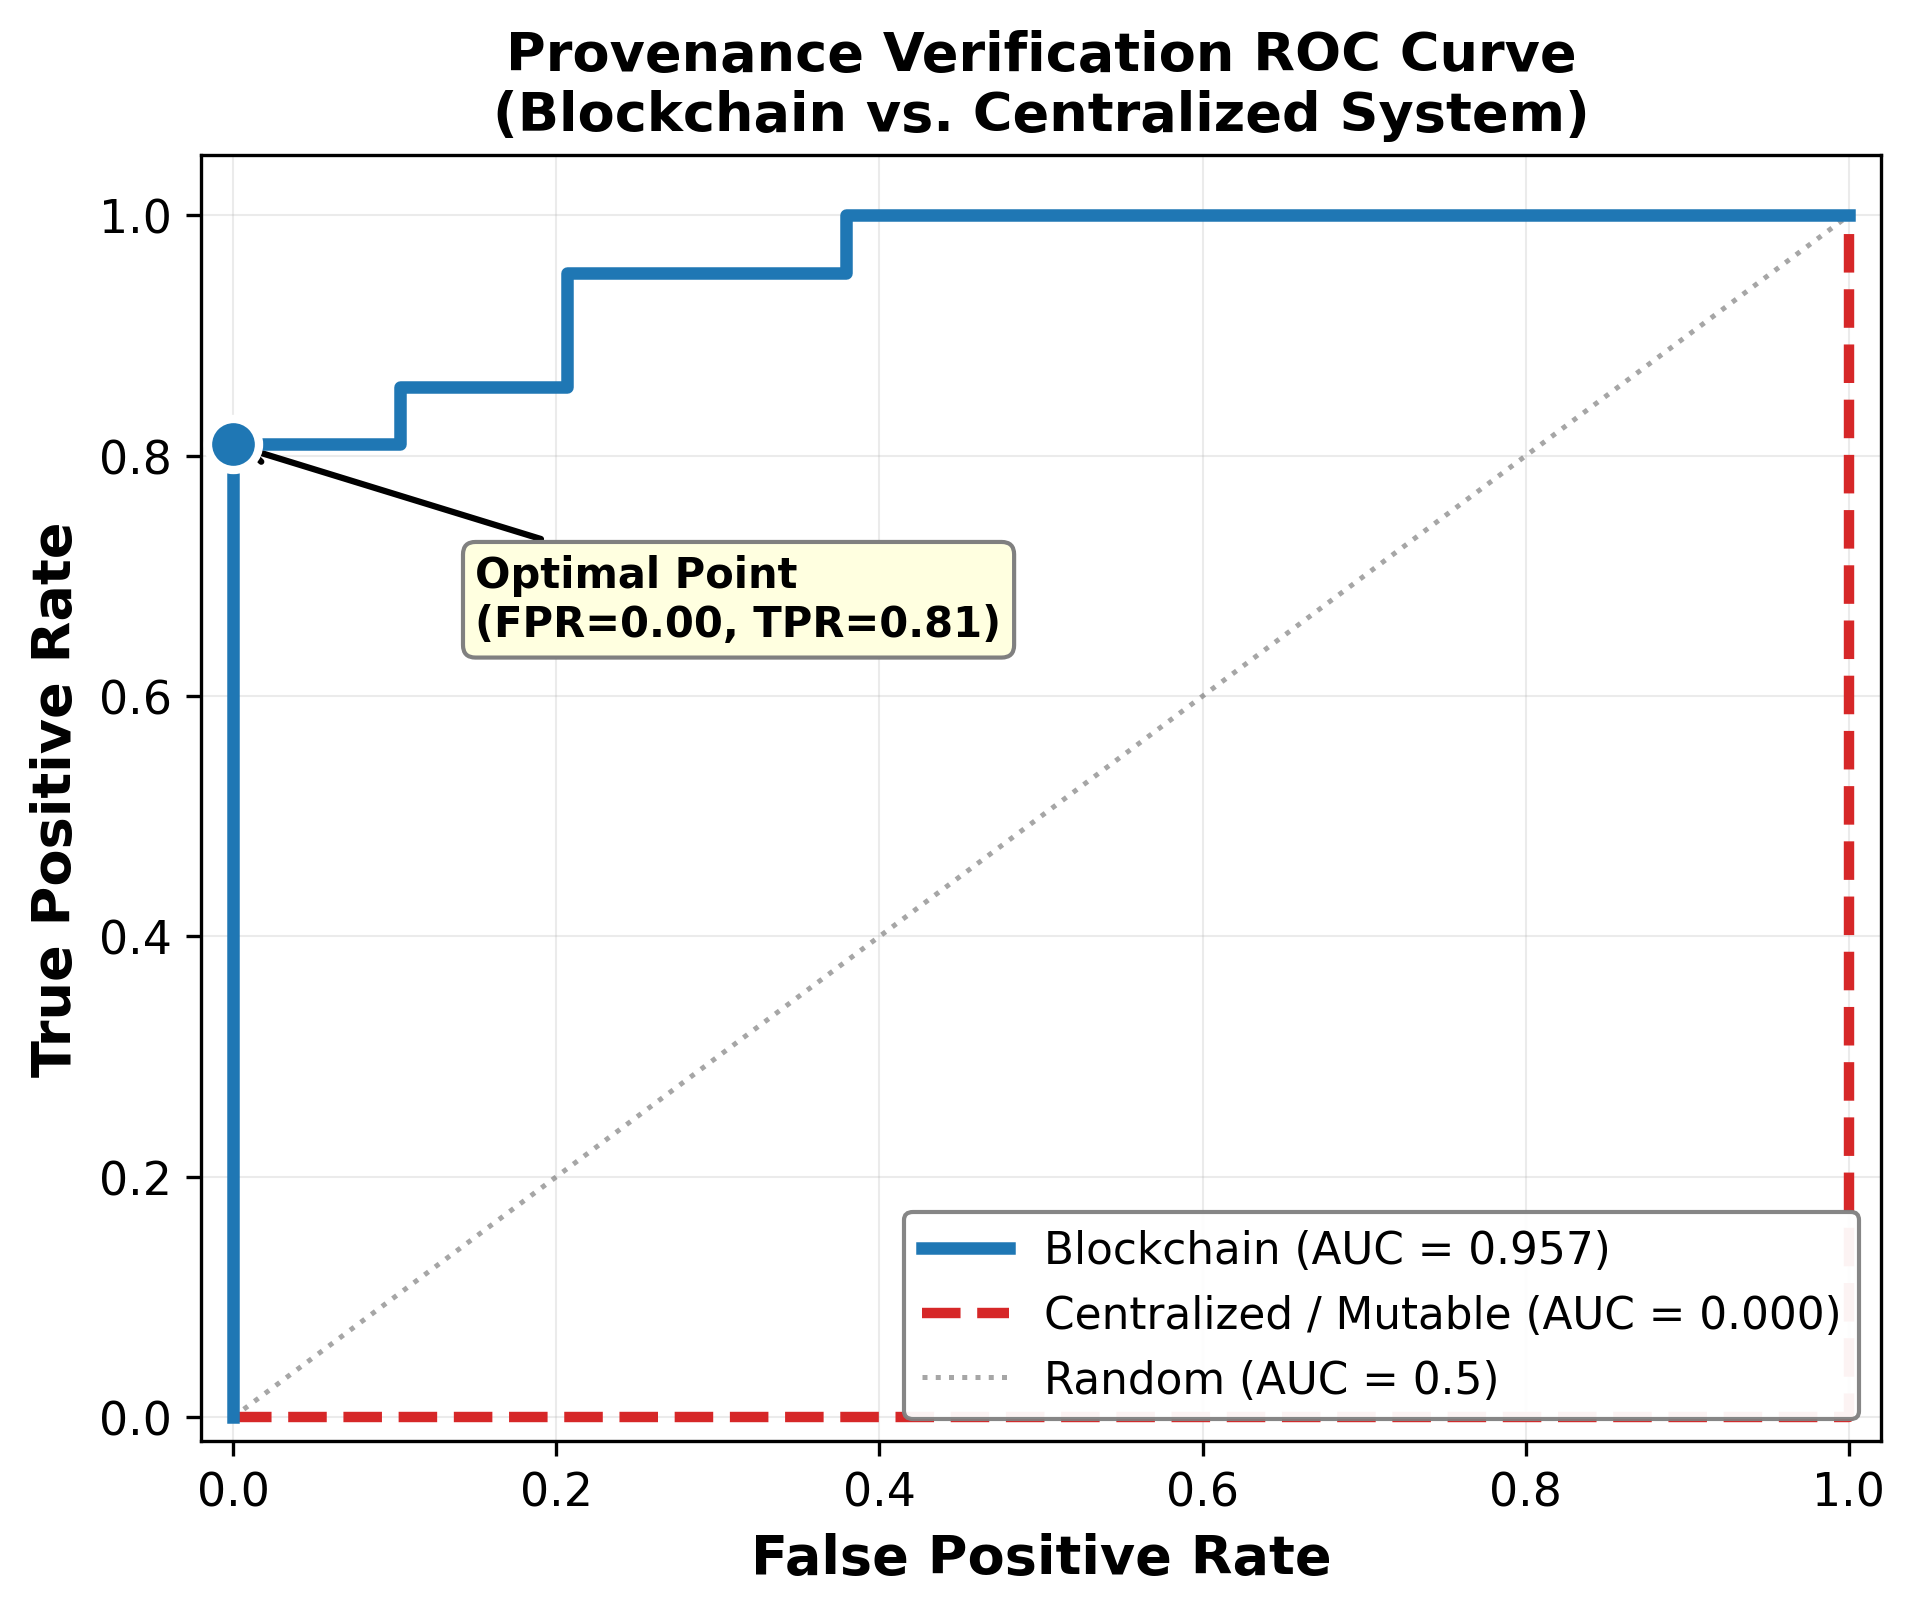 Provenance Verification ROC Curve
(Blockchain vs. Centralized System)
True Positive Rate
1.0
0.8
0.6
0.4
0.2
0.0
Optimal Point
(FPR=0.00, TPR=0.81)
Blockchain (AUC = 0.957)
Centralized / Mutable (AUC = 0.000)
Random (AUC = 0.5)
0.0 0.2 0.4 0.6 0.8 1.0
False Positive Rate